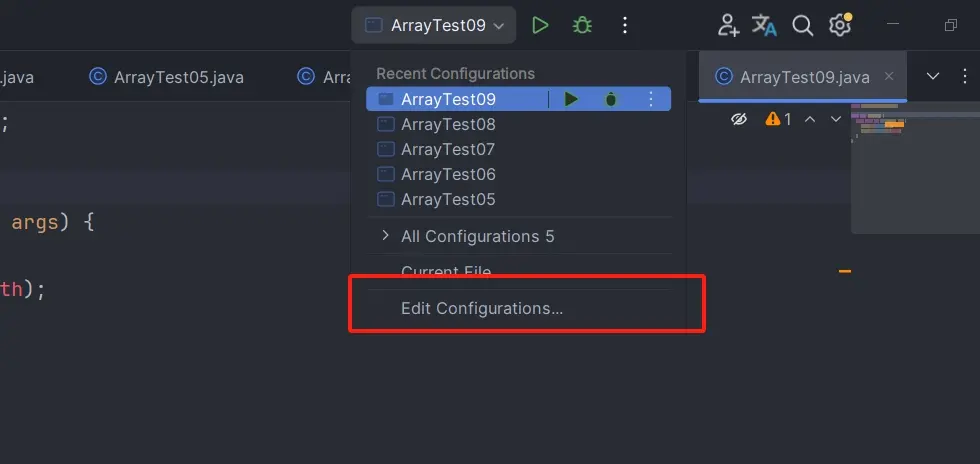 ArrayTest09
.java
ArrayTest05.java
Arra
ArrayTest09.java
Recent Configurations
ArrayTest09
ArrayTest08
ArrayTest07
ArrayTest06
ArrayTest05
All Configurations 5
Current File
Edit Configurations...
1
;
args) {
th);